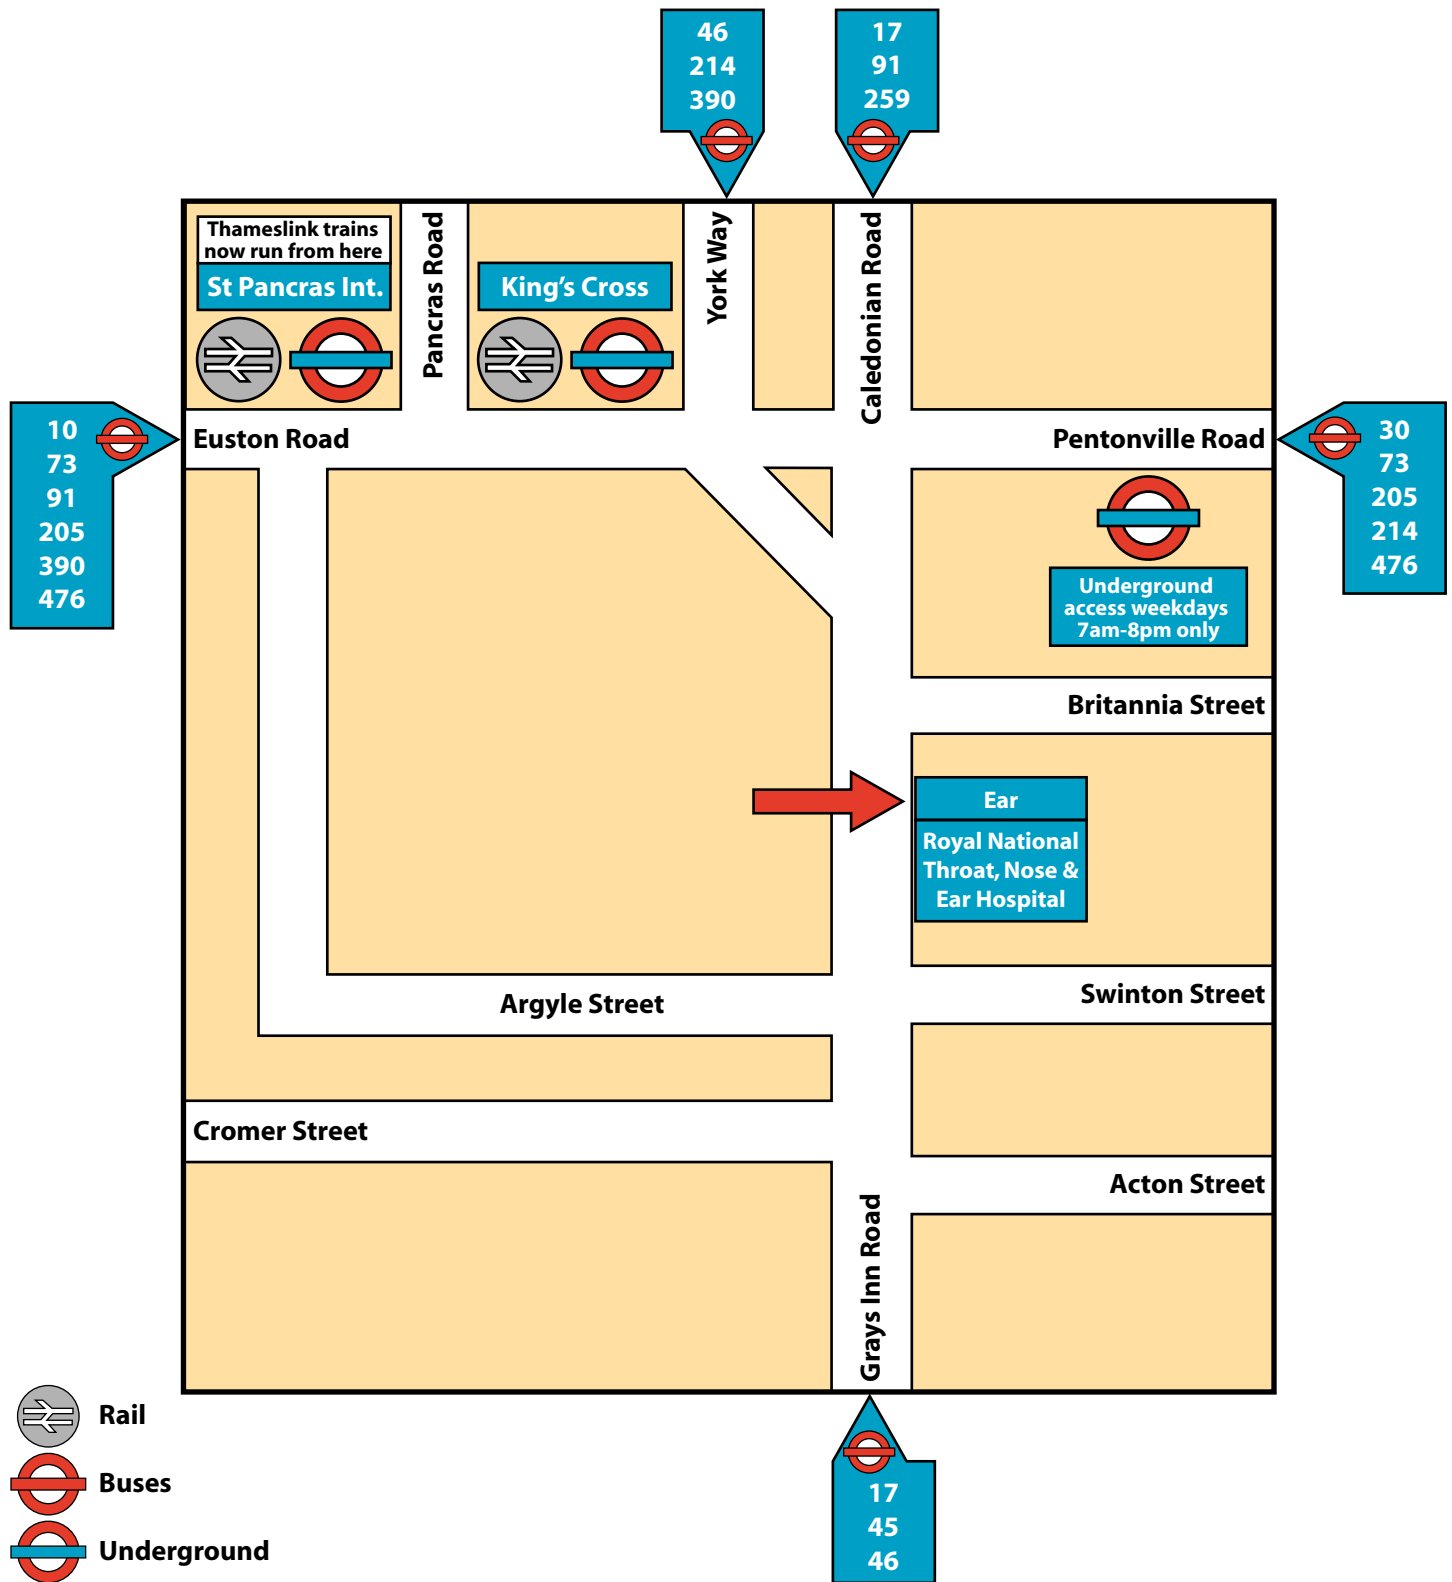 46
214
390
17
91
259
Thameslink trains
now run from here
St Pancras Int.
Pancras Road
King's Cross
York Way
Caledonian Road
10
73
91
205
390
476
Euston Road
Pentonville Road
30
73
205
214
476
Underground
access weekdays
7am-8pm only
Britannia Street
Ear
Royal National
Throat, Nose &
Ear Hospital
Argyle Street
Swinton Street
Cromer Street
Acton Street
Grays Inn Road
Rail
Buses
Underground
17
45
46